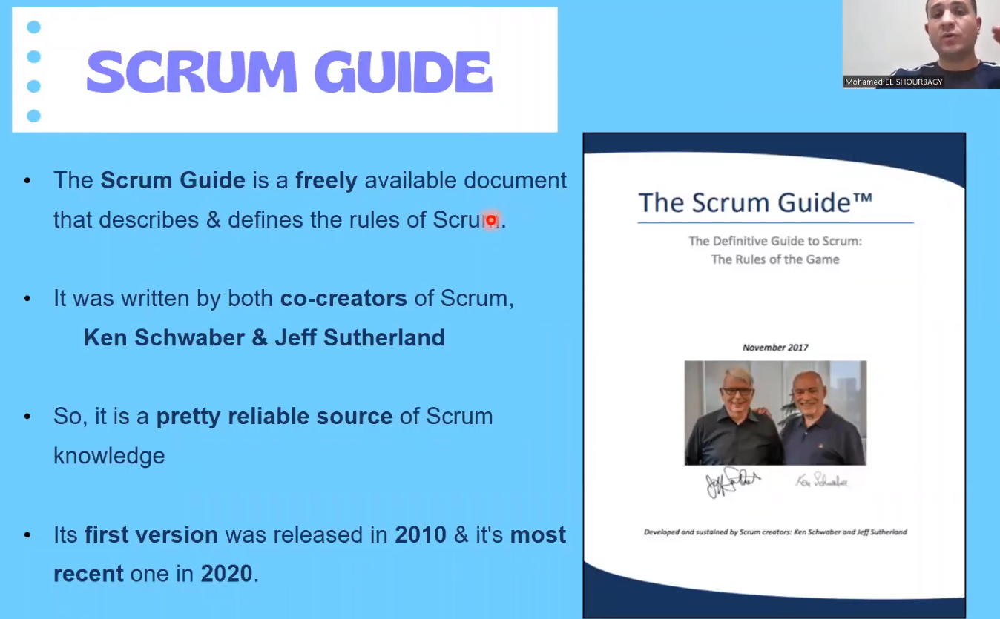 SCRUM GUIDE
Mohamed EL SHOURBAGY
• The Scrum Guide is a freely available document
that describes & defines the rules of Scrum.
• It was written by both co-creators of Scrum,
Ken Schwaber & Jeff Sutherland
• So, it is a pretty reliable source of Scrum
knowledge
• Its first version was released in 2010 & it's most
recent one in 2020.
The Scrum Guide™
The Definitive Guide to Scrum:
The Rules of the Game
November 2017
Developed and sustained by Scrum creators: Ken Schwaber and Jeff Sutherland